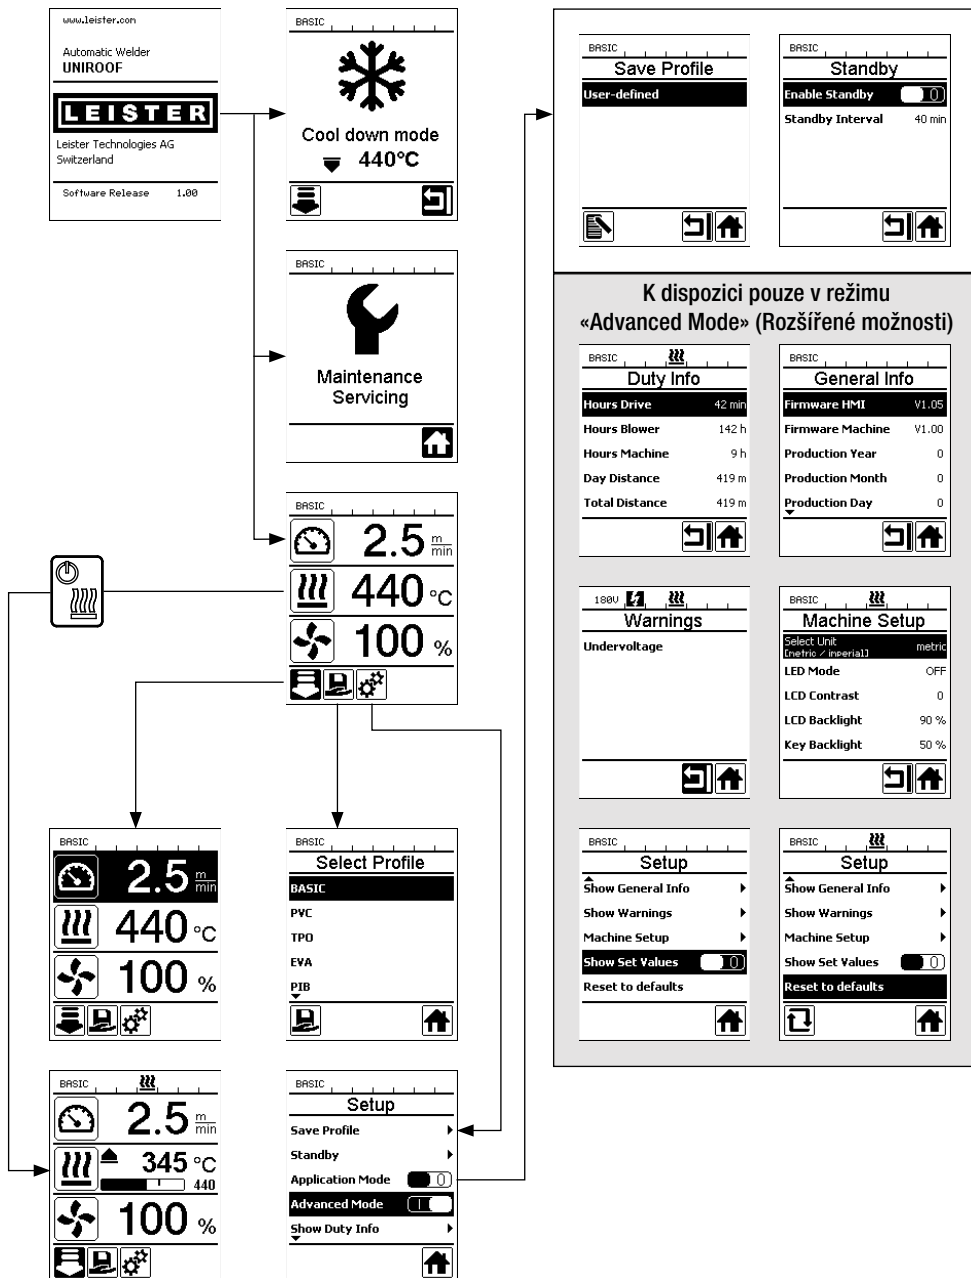 www.leister.com
Automatic Welder
UNIROOF
LEISTER
Leister Technologies AG
Switzerland
Software Release 1.00
BASIC
Cool down mode
440°C
BASIC
Maintenance
Servicing
BASIC
2.5 m/min
440 °C
100 %
BASIC
2.5 m/min
440 °C
100 %
BASIC
Select Profile
BASIC
PVC
TPO
EVA
PIB
BASIC
2.5 m/min
345 °C
440
100 %
BASIC
Setup
Save Profile
Standby
Application Mode 0
Advanced Mode I
Show Duty Info
BASIC
Save Profile
User-defined
BASIC
Standby
Enable Standby 0
Standby Interval 40 min
K dispozici pouze v režimu
«Advanced Mode» (Rozšířené možnosti)
BASIC
Duty Info
Hours Drive 42 min
Hours Blower 142 h
Hours Machine 9 h
Day Distance 419 m
Total Distance 419 m
BASIC
General Info
Firmware HMI V1.05
Firmware Machine V1.00
Production Year 0
Production Month 0
Production Day 0
180V
Warnings
Undervoltage
BASIC
Machine Setup
Select Unit
[metric / imperial] metric
LED Mode OFF
LCD Contrast 0
LCD Backlight 90 %
Key Backlight 50 %
BASIC
Setup
Show General Info
Show Warnings
Machine Setup
Show Set Values 0
Reset to defaults
BASIC
Setup
Show General Info
Show Warnings
Machine Setup
Show Set Values 0
Reset to defaults